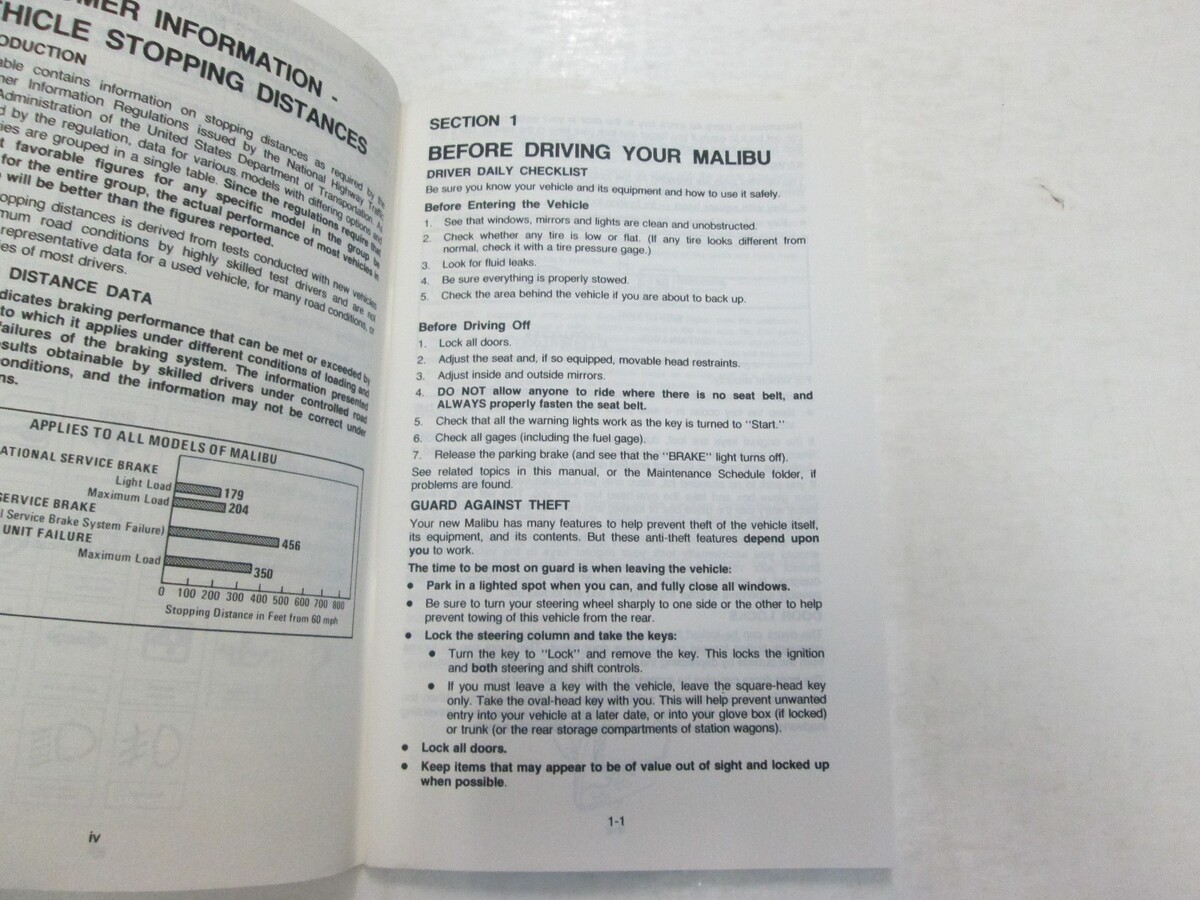 OMER INFORMATION -
HICLE STOPPING DISTANCES
ODUCTION
able contains information on stopping distances as required by the
mer Information Regulations issued by the National Highway Traffic
Administration of the United States Department of Transportation. As
d by the regulation, data for various models with differing options and
ries are grouped in a single table. Since the regulations require that
t favorable figures for any specific model in the group be
for the entire group, the actual performance of most vehicles in
will be better than the figures reported.
opping distances is derived from tests conducted with new vehicles
mum road conditions by highly skilled test drivers and are not
representative data for a used vehicle, for many road conditions, or
es of most drivers.
DISTANCE DATA
dicates braking performance that can be met or exceeded by
to which it applies under different conditions of loading and
ailures of the braking system. The information presented
sults obtainable by skilled drivers under controlled road
onditions, and the information may not be correct under
ns.
APPLIES TO ALL MODELS OF MALIBU
ATIONAL SERVICE BRAKE
Light Load 179
Maximum Load 204
SERVICE BRAKE
l Service Brake System Failure) 456
UNIT FAILURE
Maximum Load 350
0 100 200 300 400 500 600 700 800
Stopping Distance in Feet from 60 mph
iv
SECTION 1
BEFORE DRIVING YOUR MALIBU
DRIVER DAILY CHECKLIST
Be sure you know your vehicle and its equipment and how to use it safely.
Before Entering the Vehicle
1. See that windows, mirrors and lights are clean and unobstructed.
2. Check whether any tire is low or flat. (If any tire looks different from
normal, check it with a tire pressure gage.)
3. Look for fluid leaks.
4. Be sure everything is properly stowed.
5. Check the area behind the vehicle if you are about to back up.
Before Driving Off
1. Lock all doors.
2. Adjust the seat and, if so equipped, movable head restraints.
3. Adjust inside and outside mirrors.
4. DO NOT allow anyone to ride where there is no seat belt, and
ALWAYS properly fasten the seat belt.
5. Check that all the warning lights work as the key is turned to "Start."
6. Check all gages (including the fuel gage).
7. Release the parking brake (and see that the "BRAKE" light turns off).
See related topics in this manual, or the Maintenance Schedule folder, if
problems are found.
GUARD AGAINST THEFT
Your new Malibu has many features to help prevent theft of the vehicle itself,
its equipment, and its contents. But these anti-theft features depend upon
you to work.
The time to be most on guard is when leaving the vehicle:
● Park in a lighted spot when you can, and fully close all windows.
● Be sure to turn your steering wheel sharply to one side or the other to help
prevent towing of this vehicle from the rear.
● Lock the steering column and take the keys:
● Turn the key to "Lock" and remove the key. This locks the ignition
and both steering and shift controls.
● If you must leave a key with the vehicle, leave the square-head key
only. Take the oval-head key with you. This will help prevent unwanted
entry into your vehicle at a later date, or into your glove box (if locked)
or trunk (or the rear storage compartments of station wagons).
● Lock all doors.
● Keep items that may appear to be of value out of sight and locked up
when possible.
1-1